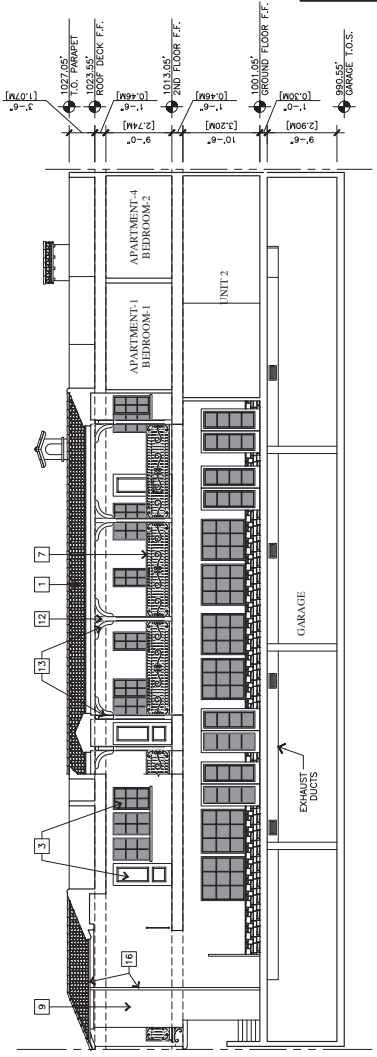 9
16
3
13
12
1
7
APARTMENT-1
BEDROOM-1
APARTMENT-4
BEDROOM-2
UNIT 2
GARAGE
EXHAUST
DUCTS
3'-6"
[1.07M]
1'-6"
[0.46M]
9'-0"
[2.74M]
1'-6"
[0.46M]
10'-6"
[3.20M]
1'-0"
[0.30M]
9'-6"
[2.90M]
1027.05'
T.O. PARAPET
1023.55'
ROOF DECK F.F.
1013.05'
2ND FLOOR F.F.
1001.05'
GROUND FLOOR F.F.
990.55'
GARAGE T.O.S.